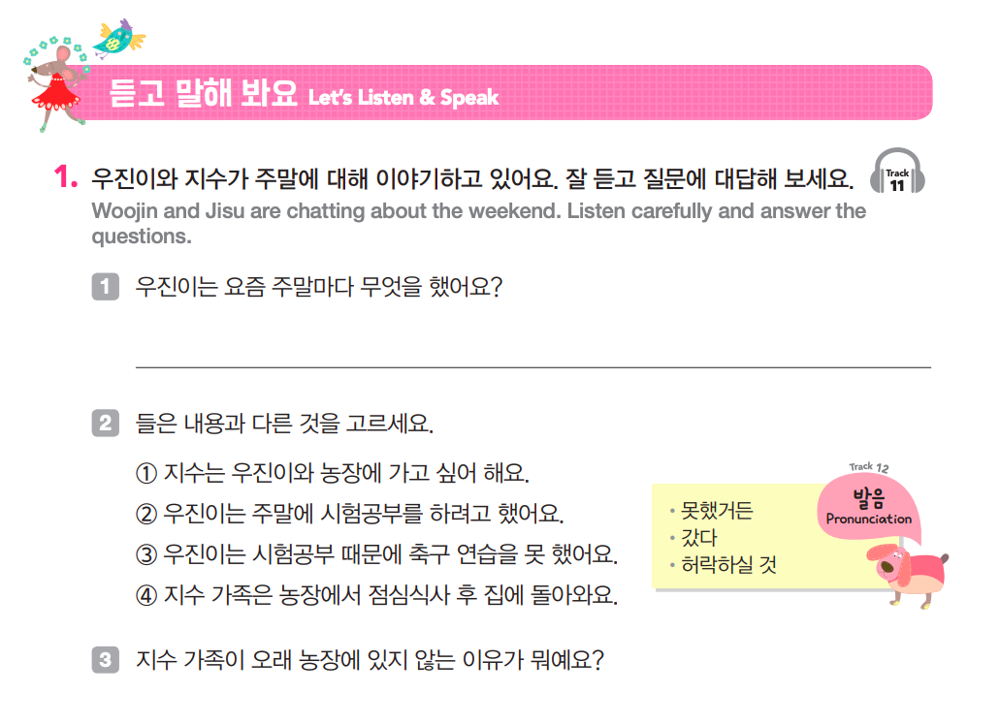 듣고 말해 봐요 Let's Listen & Speak
1. 우진이와 지수가 주말에 대해 이야기하고 있어요. 잘 듣고 질문에 대답해 보세요.
Track
11
Woojin and Jisu are chatting about the weekend. Listen carefully and answer the
questions.
1 우진이는 요즘 주말마다 무엇을 했어요?
2 들은 내용과 다른 것을 고르세요.
① 지수는 우진이와 농장에 가고 싶어 해요.
② 우진이는 주말에 시험공부를 하려고 했어요.
③ 우진이는 시험공부 때문에 축구 연습을 못 했어요.
④ 지수 가족은 농장에서 점심식사 후 집에 돌아와요.
Track 12
발음
Pronunciation
• 못했거든
• 갔다
• 허락하실 것
3 지수 가족이 오래 농장에 있지 않는 이유가 뭐예요?